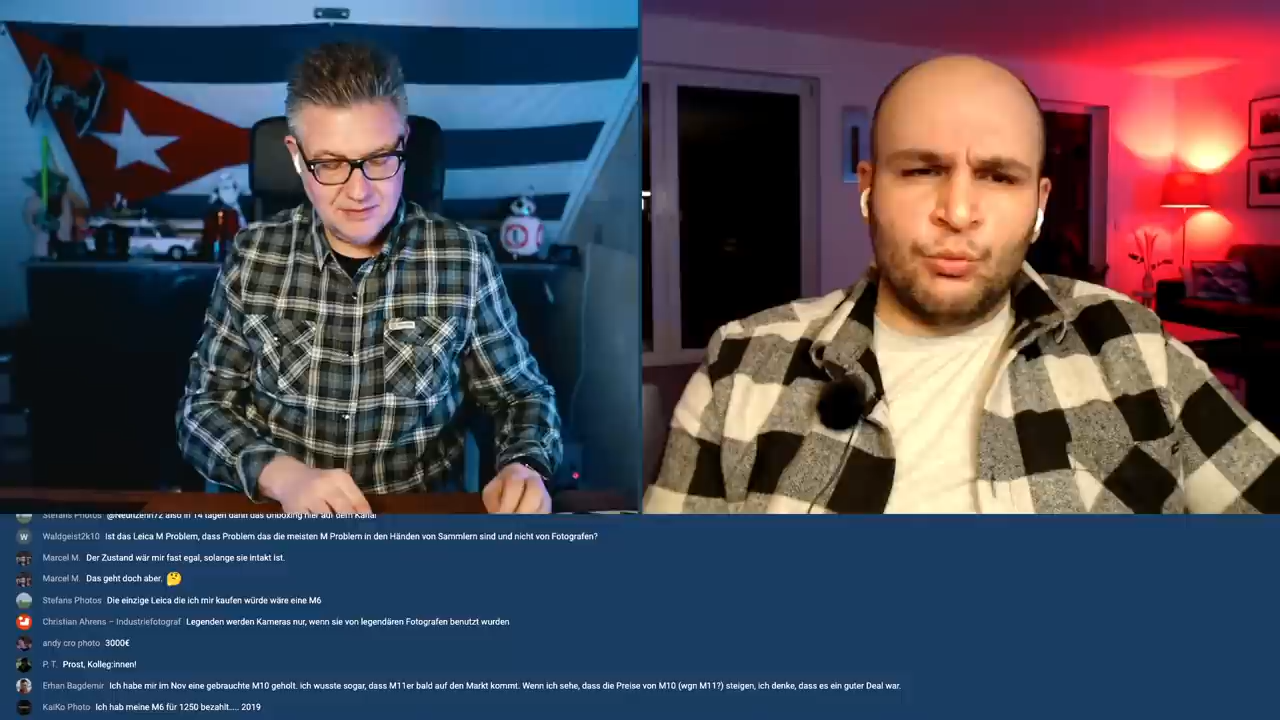 Stefans Photos @Neunzehn72 also in 14 tagen dann das Unboxing hier auf dem Kanal
Waldgeist2k10 Ist das Leica M Problem, dass Problem das die meisten M Problem in den Händen von Sammlern sind und nicht von Fotografen?
Marcel M. Der Zustand wär mir fast egal, solange sie intakt ist.
Marcel M. Das geht doch aber. 🤔
Stefans Photos Die einzige Leica die ich mir kaufen würde wäre eine M6
Christian Ahrens – Industriefotograf Legenden werden Kameras nur, wenn sie von legendären Fotografen benutzt wurden
andy cro photo 3000€
P. T. Prost, Kolleg:innen!
Erhan Bagdemir Ich habe mir im Nov eine gebrauchte M10 geholt. ich wusste sogar, dass M11er bald auf den Markt kommt. Wenn ich sehe, dass die Preise von M10 (wgn M11?) steigen, ich denke, dass es ein guter Deal war.
KaiKo Photo Ich hab meine M6 für 1250 bezahlt.... 2019